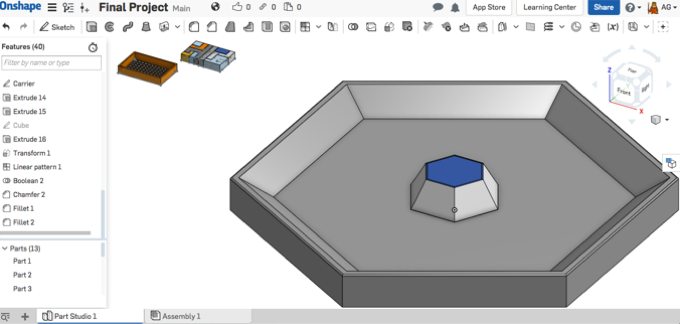 Onshape Final Project Main 0 0 0 App Store Learning Center Share AG
Sketch
Features (40)
Filter by name or type
Carrier
Extrude 14
Extrude 15
Cube
Extrude 16
Transform 1
Linear pattern 1
Boolean 2
Chamfer 2
Fillet 1
Fillet 2
Parts (13)
Part 1
Part 2
Part 3
Z
Front
X
Part Studio 1 Assembly 1